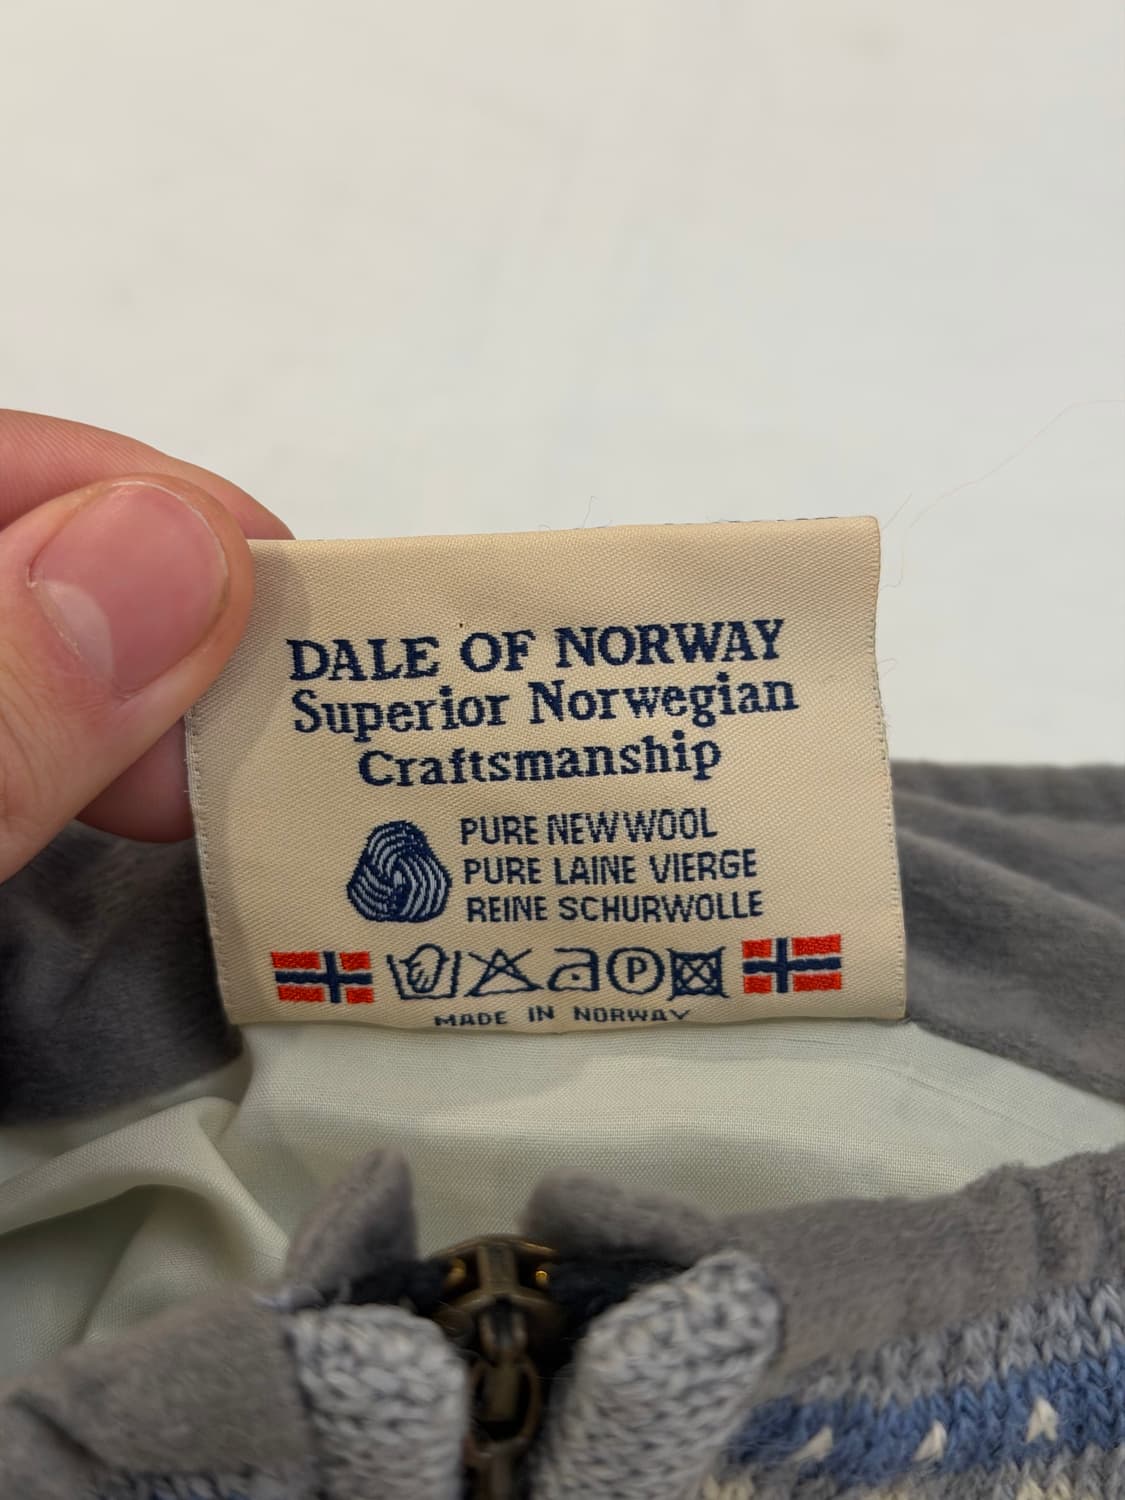 DALE OF NORWAY
Superior Norwegian
Craftsmanship
PURE NEW WOOL
PURE LAINE VIERGE
REINE SCHURWOLLE
P
MADE IN NORWAY